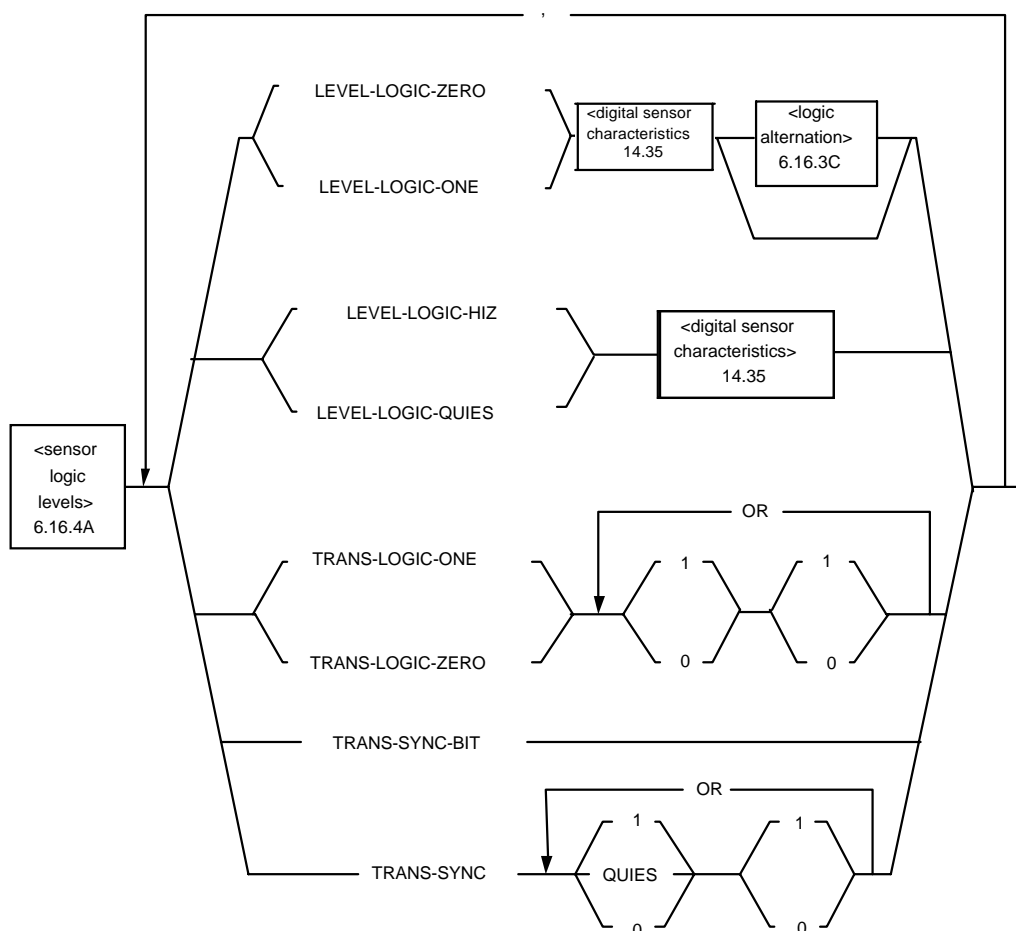 ,
LEVEL-LOGIC-ZERO
LEVEL-LOGIC-ONE
<digital sensor
characteristics
14.35
<logic
alternation>
6.16.3C
LEVEL-LOGIC-HIZ
LEVEL-LOGIC-QUIES
<digital sensor
characteristics>
14.35
<sensor
logic
levels>
6.16.4A
TRANS-LOGIC-ONE
TRANS-LOGIC-ZERO
OR
1
0
1
0
TRANS-SYNC-BIT
TRANS-SYNC
OR
1
QUIES
0
1
0